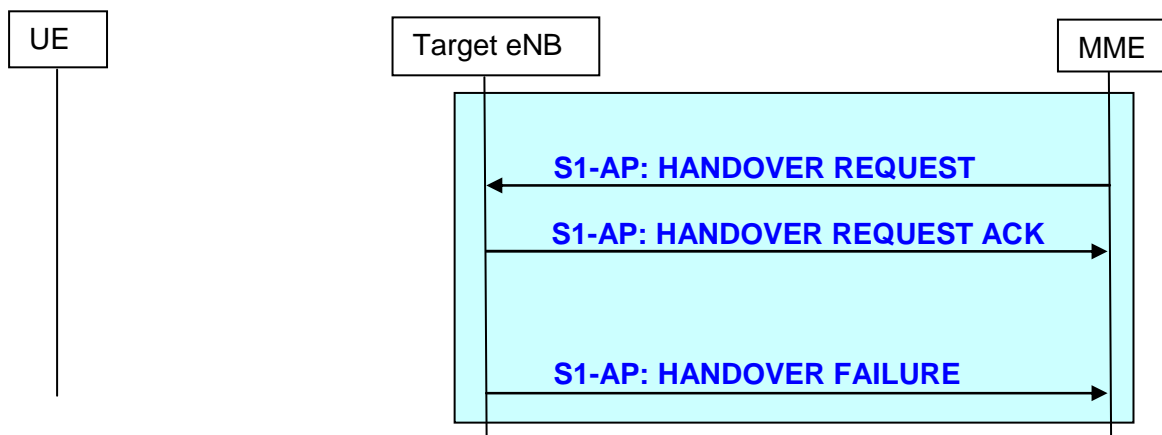 UE
Target eNB
MME
S1-AP: HANDOVER REQUEST
S1-AP: HANDOVER REQUEST ACK
S1-AP: HANDOVER FAILURE